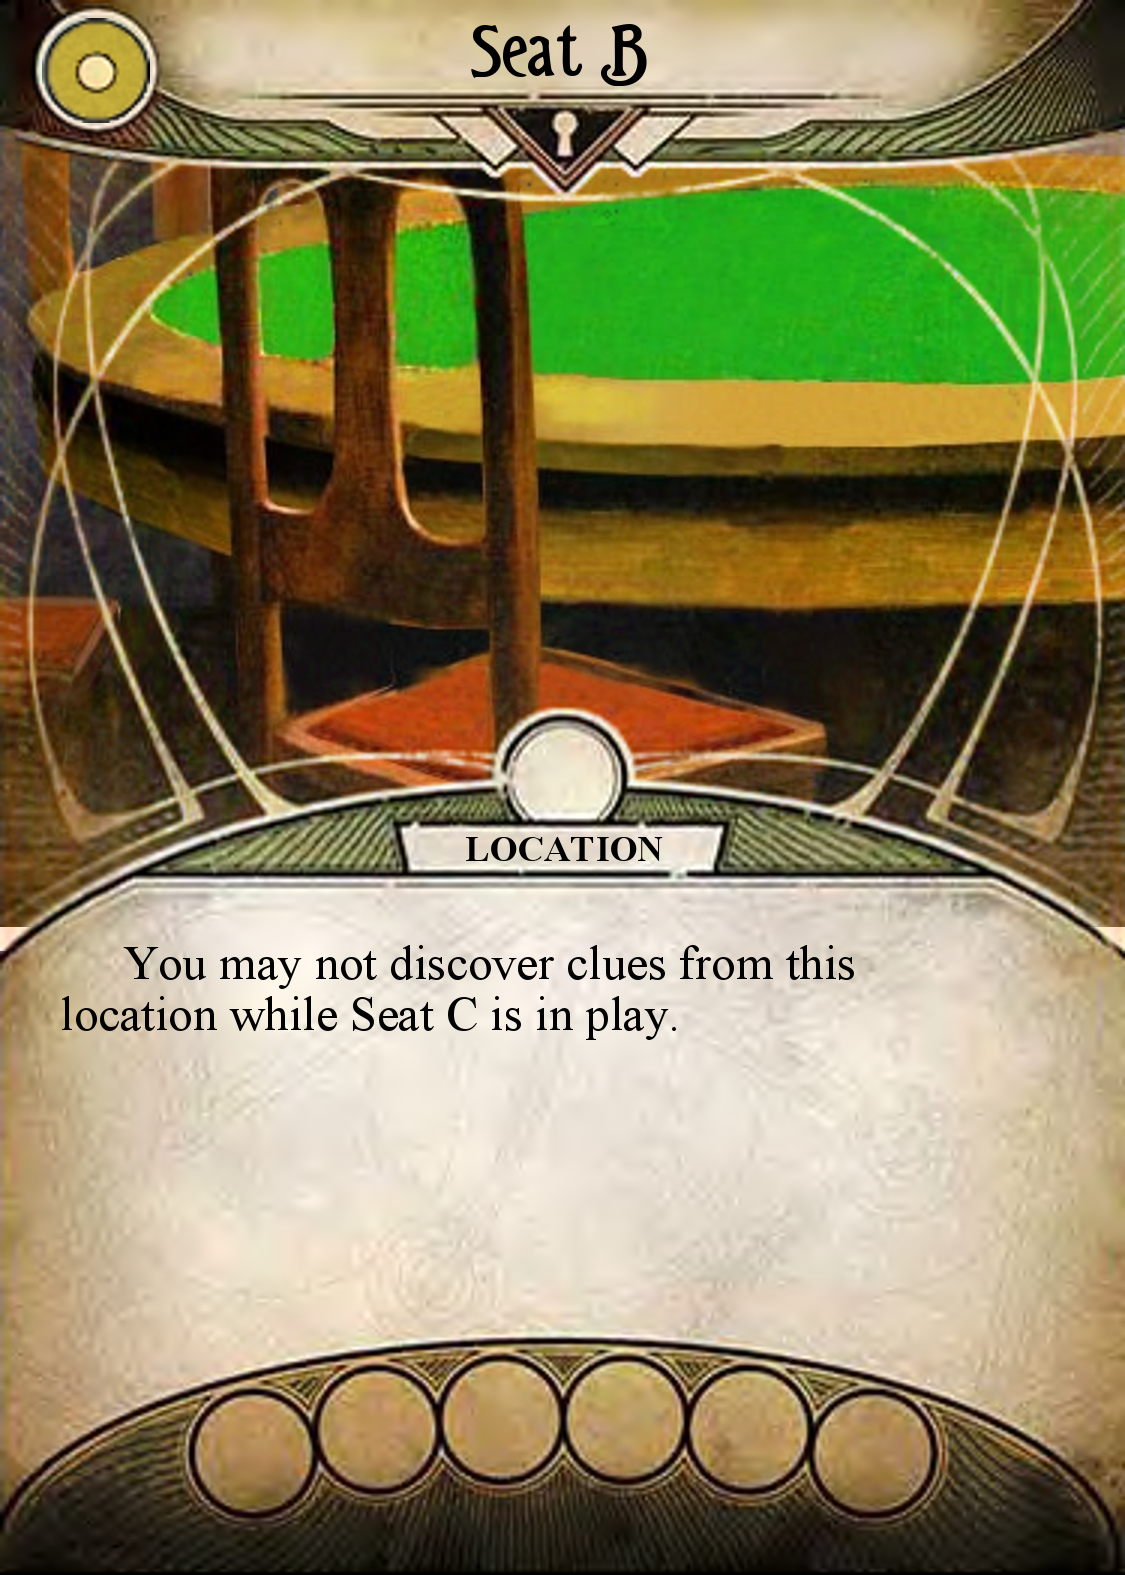 Seat B
LOCATION
You may not discover clues from this
location while Seat C is in play.